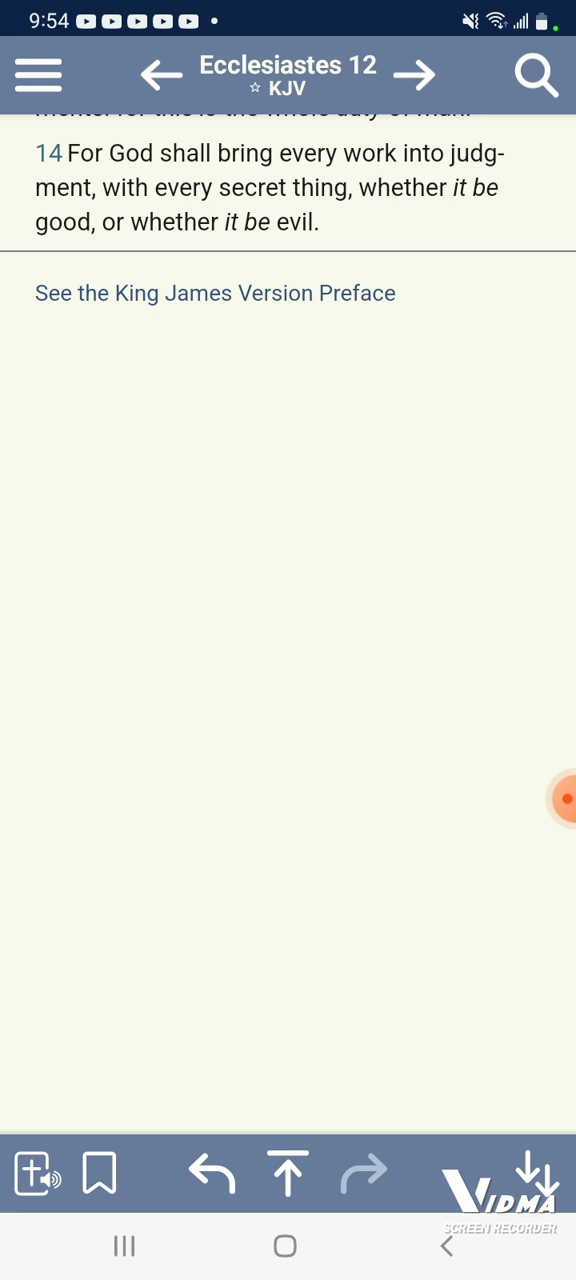 9:54
Ecclesiastes 12
☆ KJV
14 For God shall bring every work into judg-
ment, with every secret thing, whether it be
good, or whether it be evil.
See the King James Version Preface
VIDMA
SCREEN RECORDER